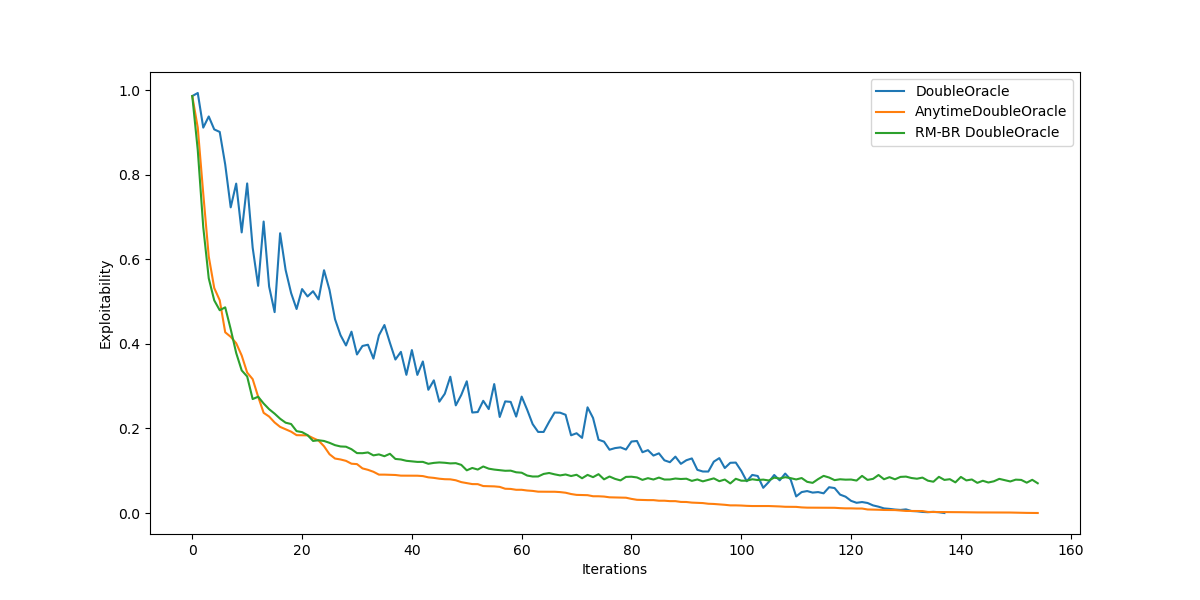 DoubleOracle
AnytimeDoubleOracle
RM-BR DoubleOracle
1.0
0.8
0.6
0.4
0.2
0.0
Exploitability
0 20 40 60 80 100 120 140 160
Iterations